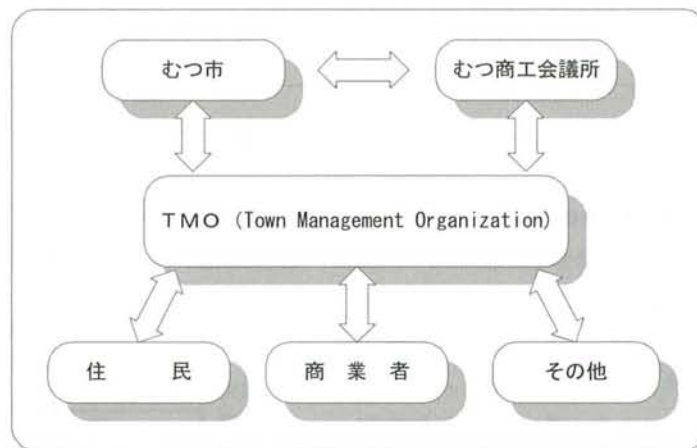 むつ市
むつ商工会議所
TMO (Town Management Organization)
住 民
商 業 者
その他